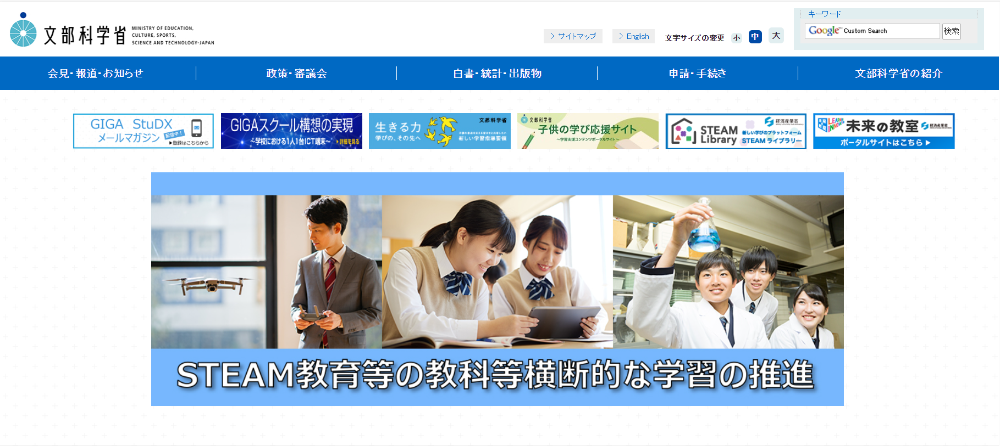 文部科学省
MINISTRY OF EDUCATION,
CULTURE, SPORTS,
SCIENCE AND TECHNOLOGY-JAPAN
サイトマップ
English
文字サイズの変更 小 中 大
キーワード
Google™ Custom Search 検索
会見・報道・お知らせ
政策・審議会
白書・統計・出版物
申請・手続き
文部科学省の紹介
GIGA StuDX
メールマガジン 配信中!
▶登録はこちらから
GIGAスクール構想の実現
~学校における1人1台ICT端末~ ▶詳細を見る
文部科学省
生きる力
学びの、その先へ
新しい学習指導要領
文部科学省
子供の学び応援サイト
~学習支援コンテンツポータルサイト~
経済産業省
STEAM
Library
新しい学びのプラットフォーム
STEAM ライブラリー
LEARNING
INNOVATION
未来の教室
経済産業省
ポータルサイトはこちら ▶
STEAM教育等の教科等横断的な学習の推進